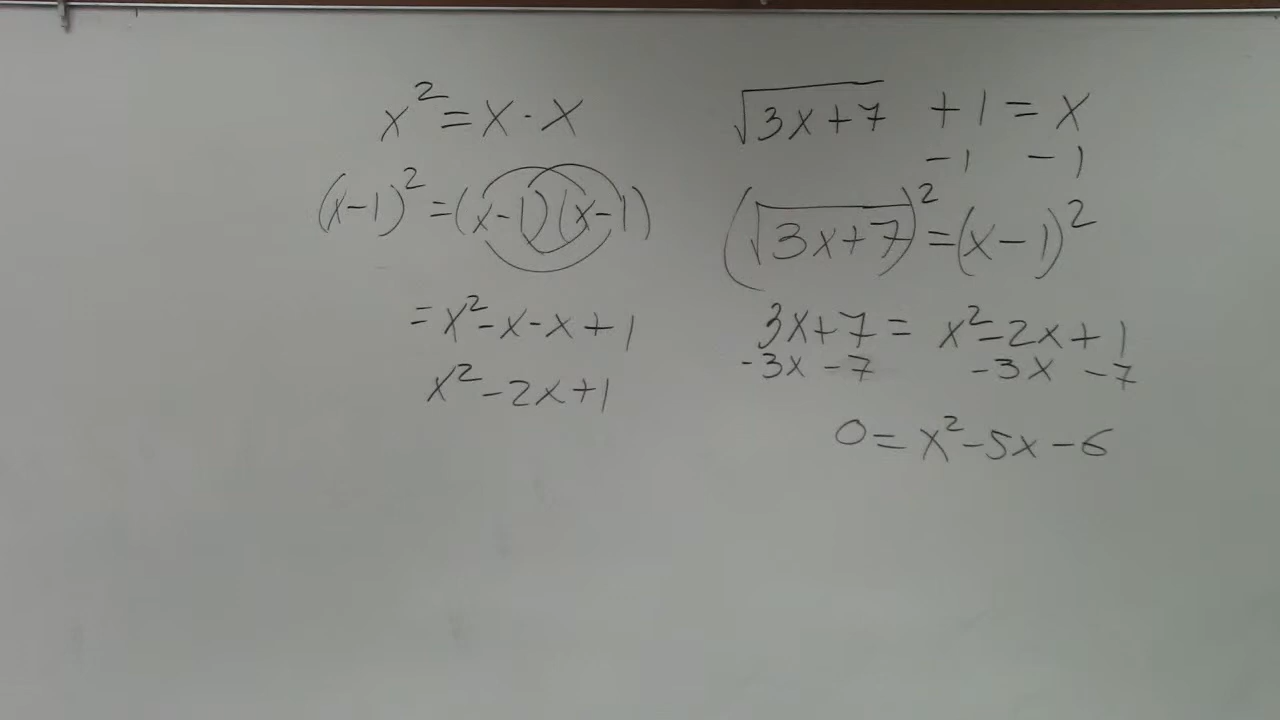 x² = x · x
(x-1)² = (x-1)(x-1)
= x² - x - x + 1
x² - 2x + 1
√3x+7 + 1 = x
-1 -1
(√3x+7)² = (x-1)²
3x+7 = x² - 2x + 1
-3x -7 -3x -7
0 = x² - 5x - 6